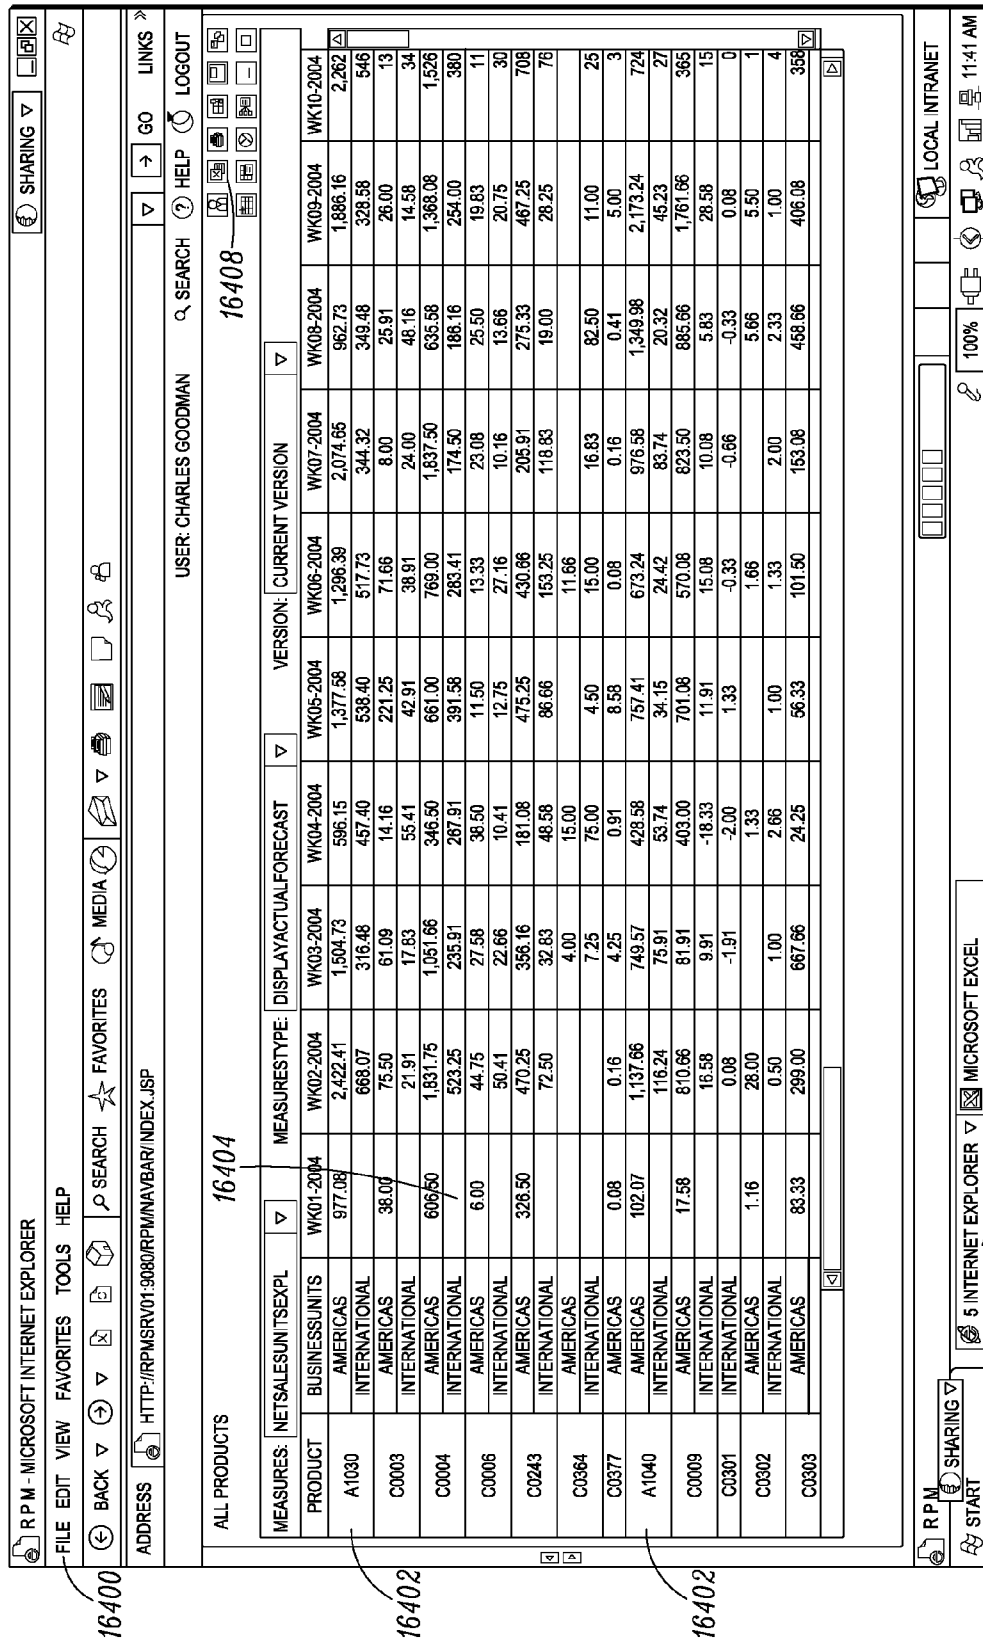 R P M - MICROSOFT INTERNET EXPLORER SHARING
FILE EDIT VIEW FAVORITES TOOLS HELP
16400
BACK SEARCH FAVORITES MEDIA
ADDRESS HTTP://RPMSRV01:9080/RPM/NAVBAR/INDEX.JSP GO LINKS »
USER: CHARLES GOODMAN SEARCH HELP LOGOUT
ALL PRODUCTS
16404
16408
MEASURES: NETSALESUNITSEXPL MEASURESTYPE: DISPLAYACTUALFORECAST VERSION: CURRENT VERSION
PRODUCT BUSINESSUNITS WK01-2004 WK02-2004 WK03-2004 WK04-2004 WK05-2004 WK06-2004 WK07-2004 WK08-2004 WK09-2004 WK10-2004
A1030 AMERICAS 977.08 2,422.41 1,504.73 596.15 1,377.58 1,296.39 2,074.65 962.73 1,886.16 2,262
INTERNATIONAL 668.07 316.48 457.40 538.40 517.73 344.32 349.48 328.58 546
16402
C0003 AMERICAS 38.00 75.50 61.09 14.16 221.25 71.66 8.00 25.91 26.00 13
INTERNATIONAL 21.91 17.83 55.41 42.91 38.91 24.00 48.16 14.58 34
C0004 AMERICAS 606.50 1,831.75 1,051.66 346.50 661.00 769.00 1,837.50 635.58 1,368.08 1,526
INTERNATIONAL 523.25 235.91 267.91 391.58 283.41 174.50 186.16 254.00 380
C0006 AMERICAS 6.00 44.75 27.58 38.50 11.50 13.33 23.08 25.50 19.83 11
INTERNATIONAL 50.41 22.66 10.41 12.75 27.16 10.16 13.66 20.75 30
C0243 AMERICAS 326.50 470.25 356.16 181.08 475.25 430.66 205.91 275.33 467.25 708
INTERNATIONAL 72.50 32.83 48.58 86.66 153.25 118.83 19.00 28.25 76
C0364 AMERICAS 4.00 15.00 11.66
INTERNATIONAL 7.25 75.00 4.50 15.00 16.83 82.50 11.00 25
C0377 AMERICAS 0.08 0.16 4.25 0.91 8.58 0.08 0.16 0.41 5.00 3
A1040 AMERICAS 102.07 1,137.66 749.57 428.58 757.41 673.24 976.58 1,349.98 2,173.24 724
INTERNATIONAL 116.24 75.91 53.74 34.15 24.42 83.74 20.32 45.23 27
16402
C0009 AMERICAS 17.58 810.66 81.91 403.00 701.08 570.08 823.50 885.66 1,761.66 365
INTERNATIONAL 16.58 9.91 -18.33 11.91 15.08 10.08 5.83 28.58 15
C0301 INTERNATIONAL 0.08 -1.91 -2.00 1.33 -0.33 -0.66 -0.33 0.08 0
C0302 AMERICAS 1.16 28.00 1.33 1.66 5.66 5.50 1
INTERNATIONAL 0.50 1.00 2.66 1.00 1.33 2.00 2.33 1.00 4
C0303 AMERICAS 83.33 299.00 667.66 24.25 56.33 101.50 153.08 458.66 406.08 358
R P M LOCAL INTRANET
SHARING
START 5 INTERNET EXPLORER MICROSOFT EXCEL 100% 11:41 AM